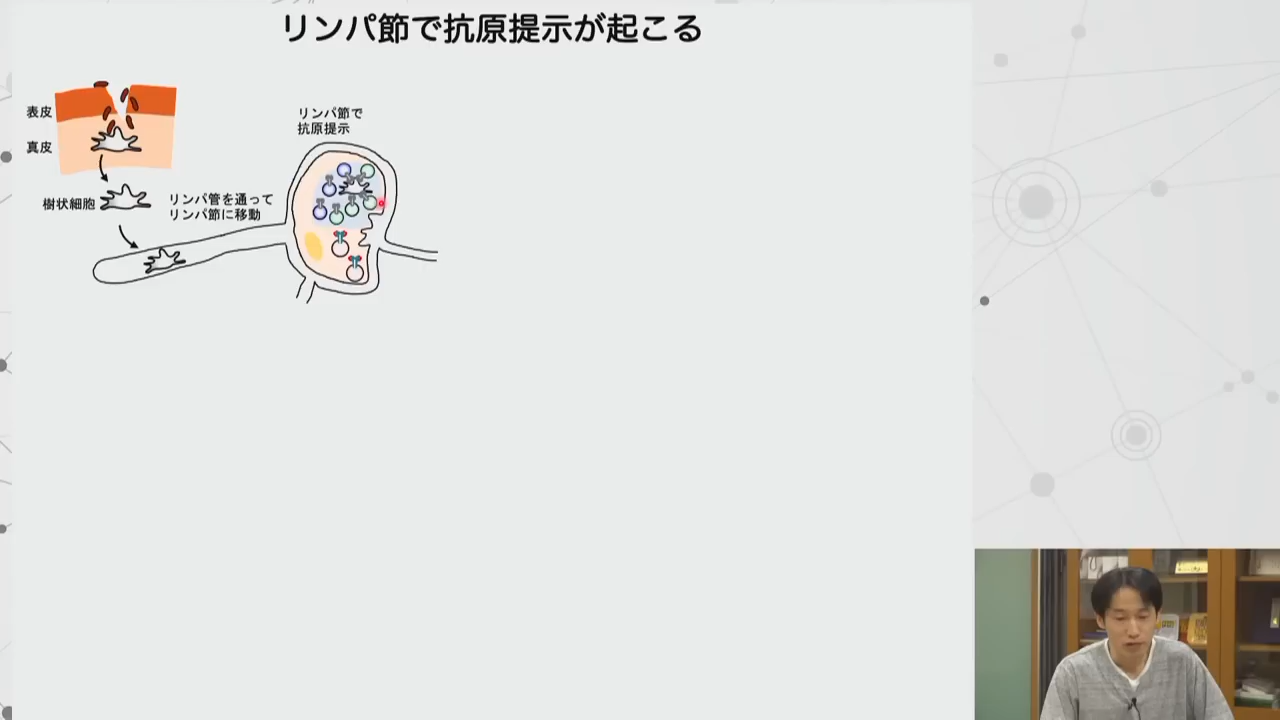 リンパ節で抗原提示が起こる
表皮
真皮
樹状細胞
リンパ管を通って
リンパ節に移動
リンパ節で
抗原提示